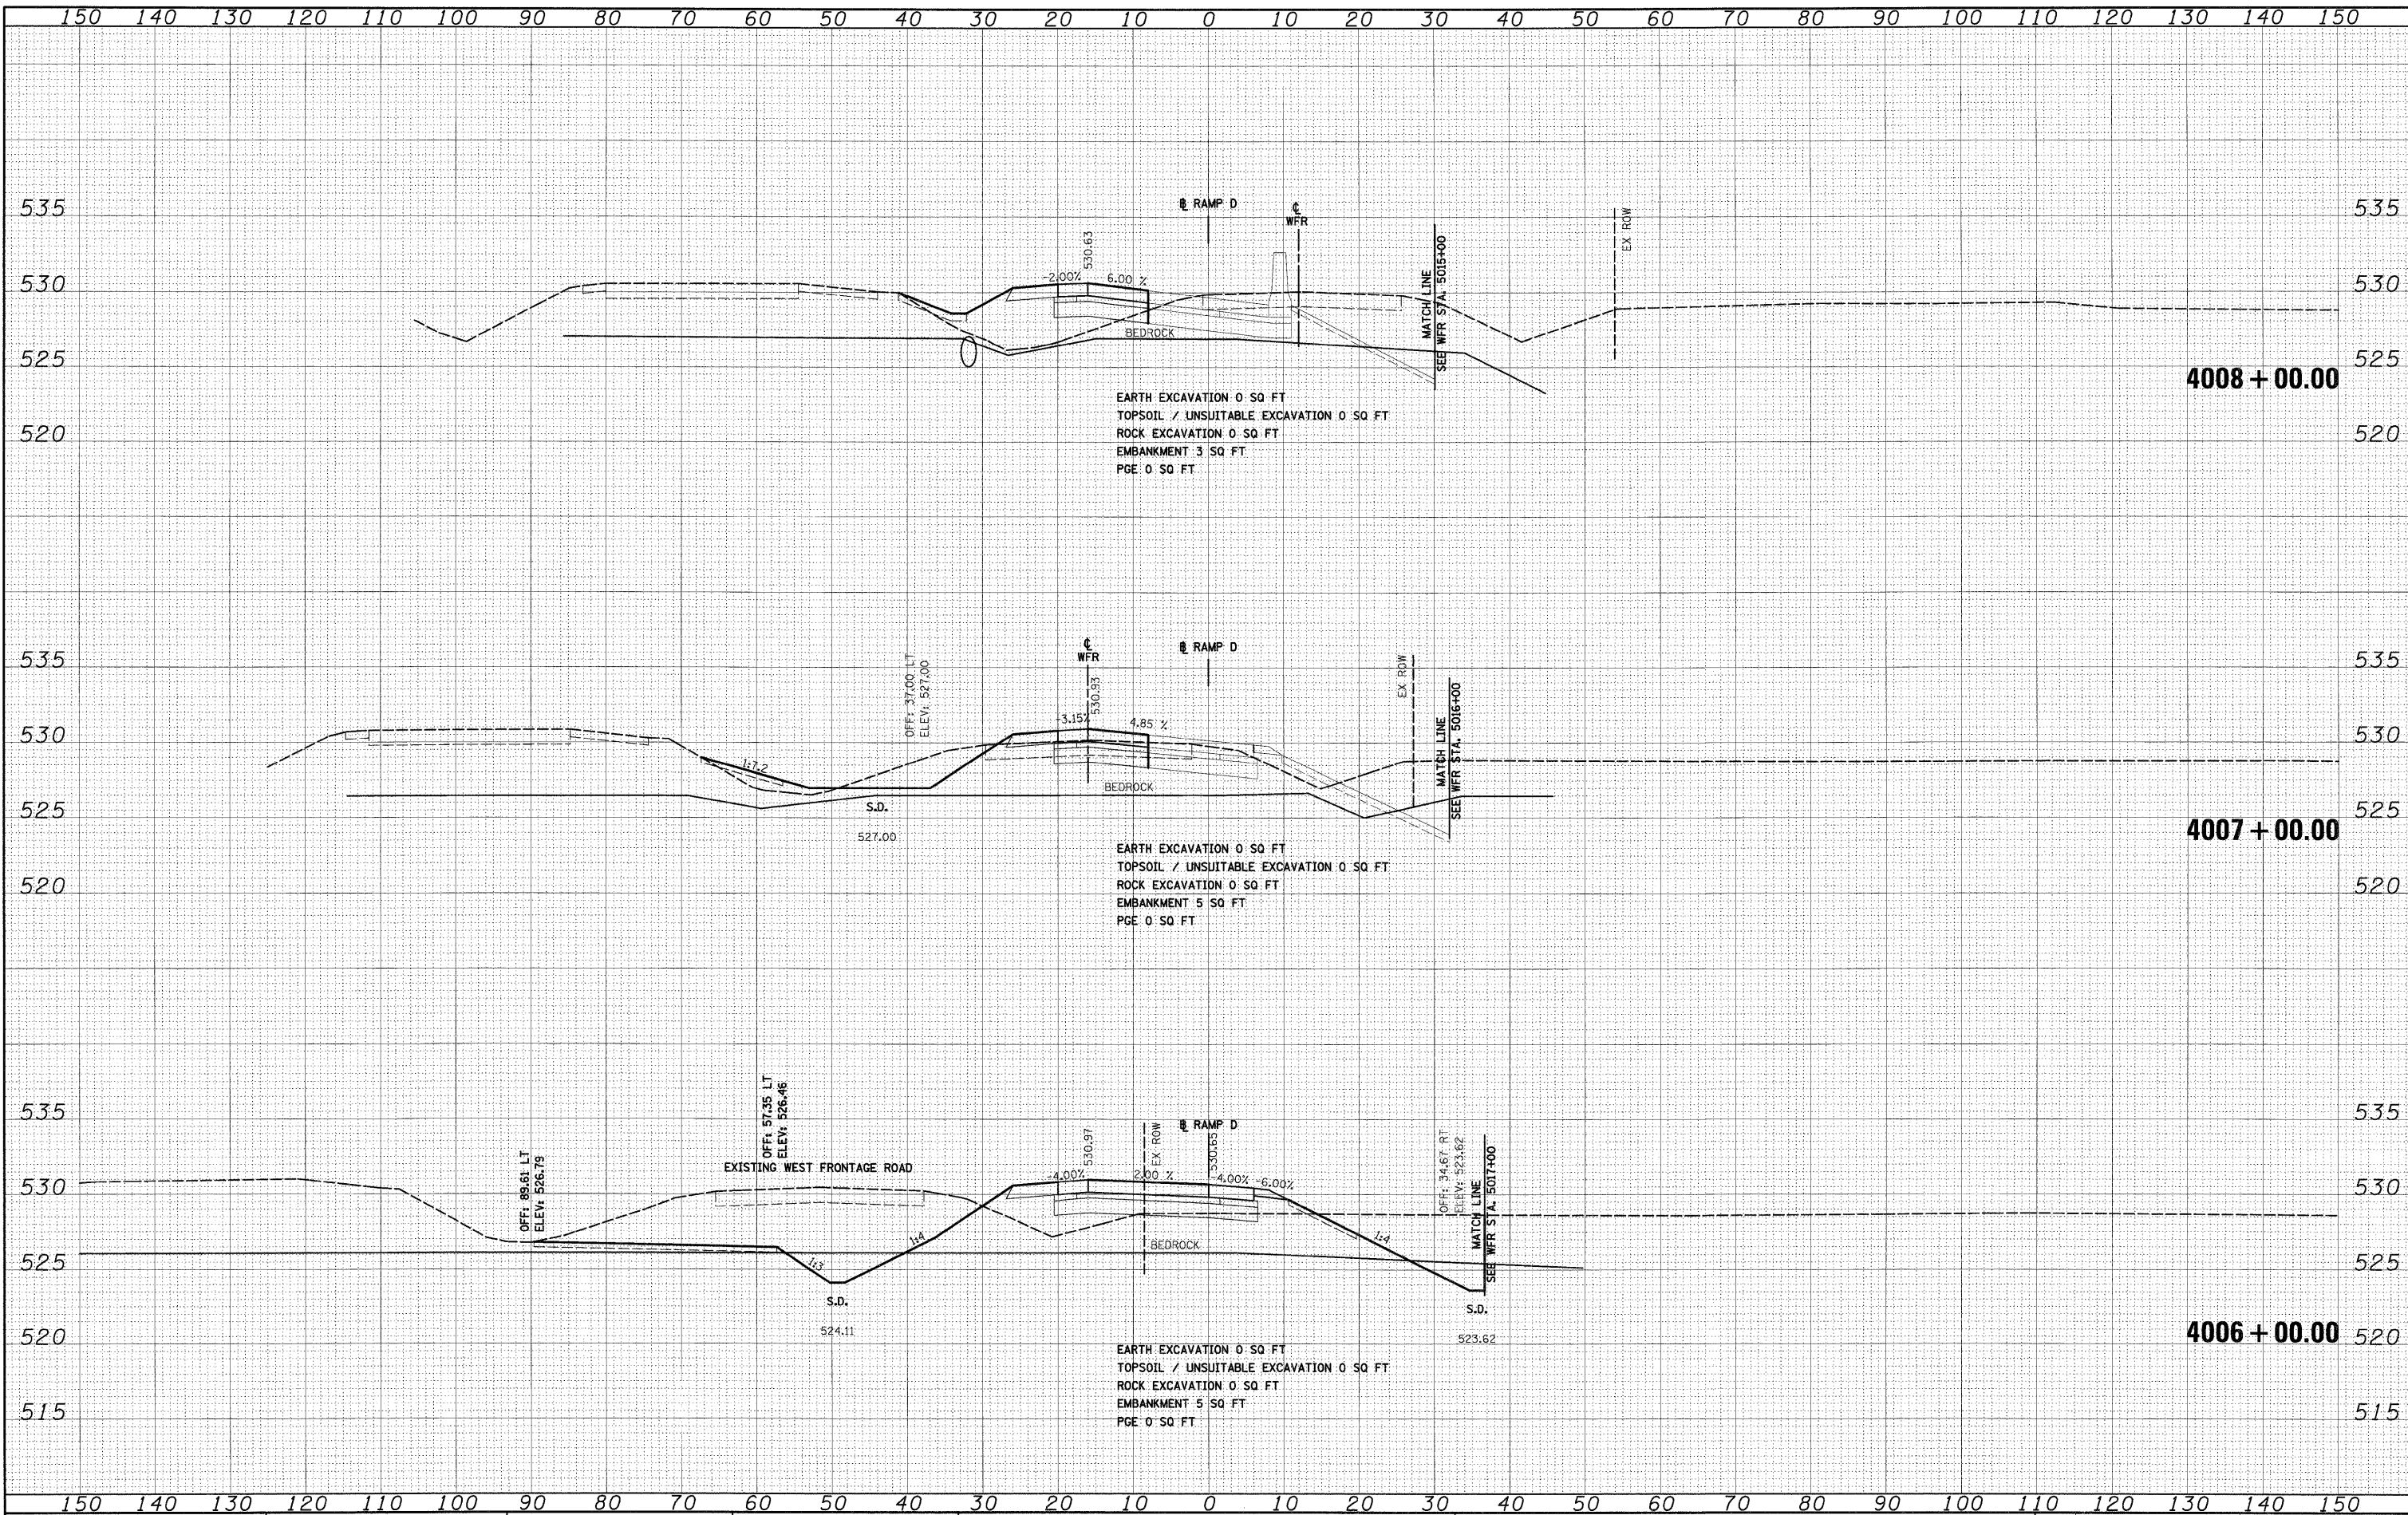 150 140 130 120 110 100 90 80 70 60 50 40 30 20 10 0 10 20 30 40 50 60 70 80 90 100 110 120 130 140 150
535 535
530 530
525 525
520 520
℄ RAMP D
℄
WFR
530.63
-2.00% 6.00 %
BEDROCK
MATCH LINE
SEE WFR STA. 5015+00
EX ROW
4008 + 00.00
EARTH EXCAVATION 0 SQ FT
TOPSOIL / UNSUITABLE EXCAVATION 0 SQ FT
ROCK EXCAVATION 0 SQ FT
EMBANKMENT 3 SQ FT
PGE 0 SQ FT
535 535
530 530
525 525
520 520
OFF: 37.00 LT
ELEV: 527.00
℄
WFR
530.93
℄ RAMP D
-3.15% 4.85 %
1:7.2
BEDROCK
S.D.
527.00
EX ROW
MATCH LINE
SEE WFR STA. 5016+00
4007 + 00.00
EARTH EXCAVATION 0 SQ FT
TOPSOIL / UNSUITABLE EXCAVATION 0 SQ FT
ROCK EXCAVATION 0 SQ FT
EMBANKMENT 5 SQ FT
PGE 0 SQ FT
535 535
530 530
525 525
520 520
515 515
OFF: 89.61 LT
ELEV: 526.79
OFF: 57.35 LT
ELEV: 526.46
EXISTING WEST FRONTAGE ROAD
530.97
EX ROW
℄ RAMP D
530.65
-4.00% 2.00 % -4.00% -6.00%
1:3
1:4
1:4
BEDROCK
S.D.
524.11
OFF: 34.67 RT
ELEV: 523.62
MATCH LINE
SEE WFR STA. 5017+00
S.D.
523.62
4006 + 00.00
EARTH EXCAVATION 0 SQ FT
TOPSOIL / UNSUITABLE EXCAVATION 0 SQ FT
ROCK EXCAVATION 0 SQ FT
EMBANKMENT 5 SQ FT
PGE 0 SQ FT
150 140 130 120 110 100 90 80 70 60 50 40 30 20 10 0 10 20 30 40 50 60 70 80 90 100 110 120 130 140 150